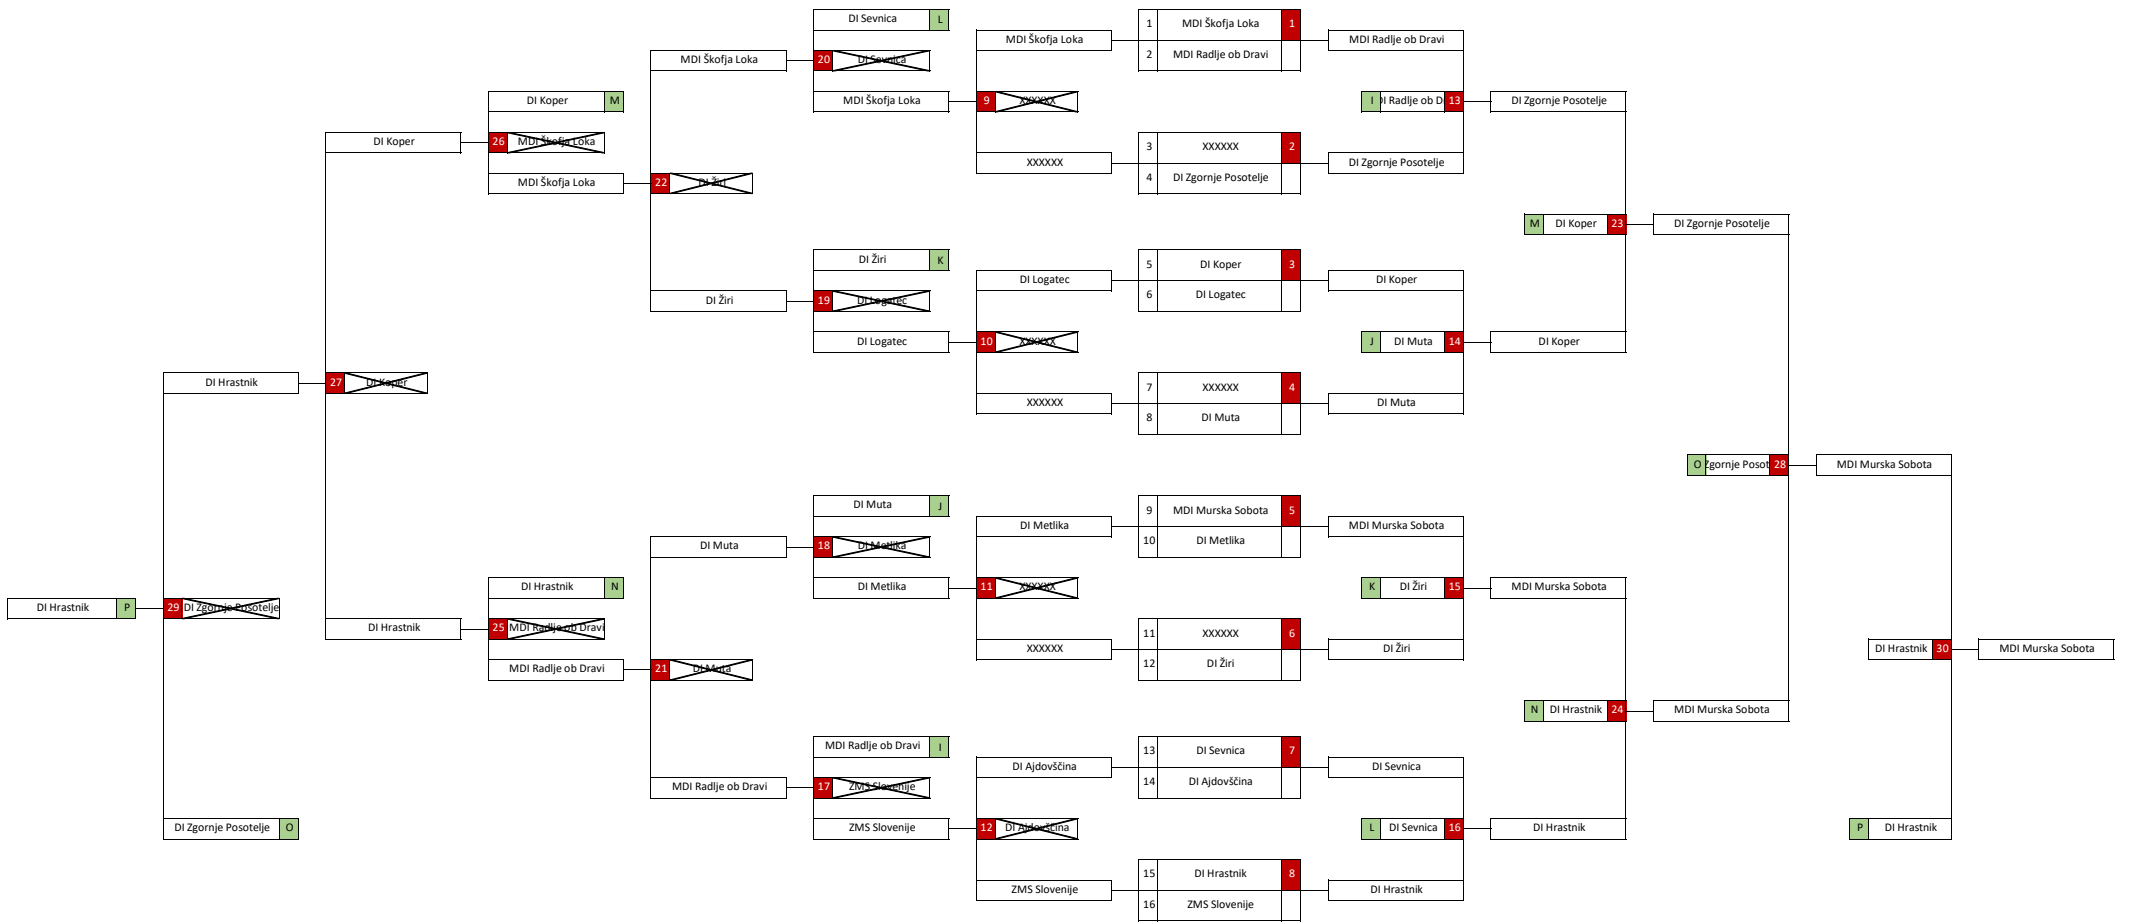 DI Sevnica L
1 MDI Škofja Loka 1
MDI Škofja Loka
MDI Radlje ob Dravi
2 MDI Radlje ob Dravi
MDI Škofja Loka
20 DI Sevnica
DI Koper M
MDI Škofja Loka
9 XXXXXX
I DI Radlje ob D 13
DI Zgornje Posotelje
DI Koper
26 MDI Škofja Loka
3 XXXXXX 2
XXXXXX
DI Zgornje Posotelje
4 DI Zgornje Posotelje
MDI Škofja Loka
22 DI Žiri
M DI Koper 23
DI Zgornje Posotelje
DI Žiri K
5 DI Koper 3
DI Logatec
DI Koper
6 DI Logatec
DI Žiri
19 DI Logatec
DI Logatec
10 XXXXXX
J DI Muta 14
DI Koper
DI Hrastnik
27 DI Koper
7 XXXXXX 4
XXXXXX
DI Muta
8 DI Muta
O Zgornje Posot 28
MDI Murska Sobota
DI Muta J
9 MDI Murska Sobota 5
DI Metlika
MDI Murska Sobota
10 DI Metlika
DI Muta
18 DI Metlika
DI Hrastnik N
DI Metlika
11 XXXXXX
K DI Žiri 15
MDI Murska Sobota
DI Hrastnik P
29 DI Zgornje Posotelje
DI Hrastnik
25 MDI Radlje ob Dravi
11 XXXXXX 6
XXXXXX
DI Žiri
12 DI Žiri
DI Hrastnik 30
MDI Murska Sobota
MDI Radlje ob Dravi
21 DI Muta
N DI Hrastnik 24
MDI Murska Sobota
MDI Radlje ob Dravi I
13 DI Sevnica 7
DI Ajdovščina
DI Sevnica
14 DI Ajdovščina
MDI Radlje ob Dravi
17 ZMS Slovenije
DI Zgornje Posotelje O
ZMS Slovenije
12 DI Ajdovščina
L DI Sevnica 16
DI Hrastnik
P DI Hrastnik
15 DI Hrastnik 8
ZMS Slovenije
DI Hrastnik
16 ZMS Slovenije